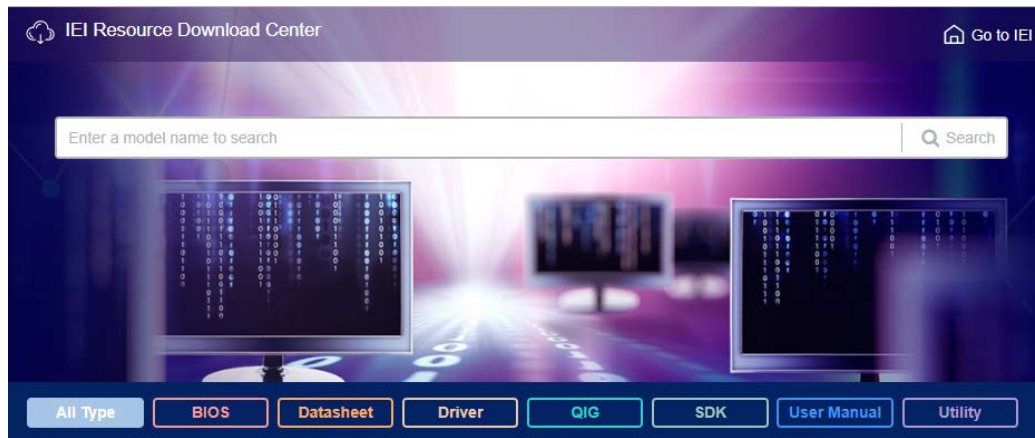 IEI Resource Download Center
Go to IEI
Enter a model name to search
Search
All Type
BIOS
Datasheet
Driver
QIG
SDK
User Manual
Utility